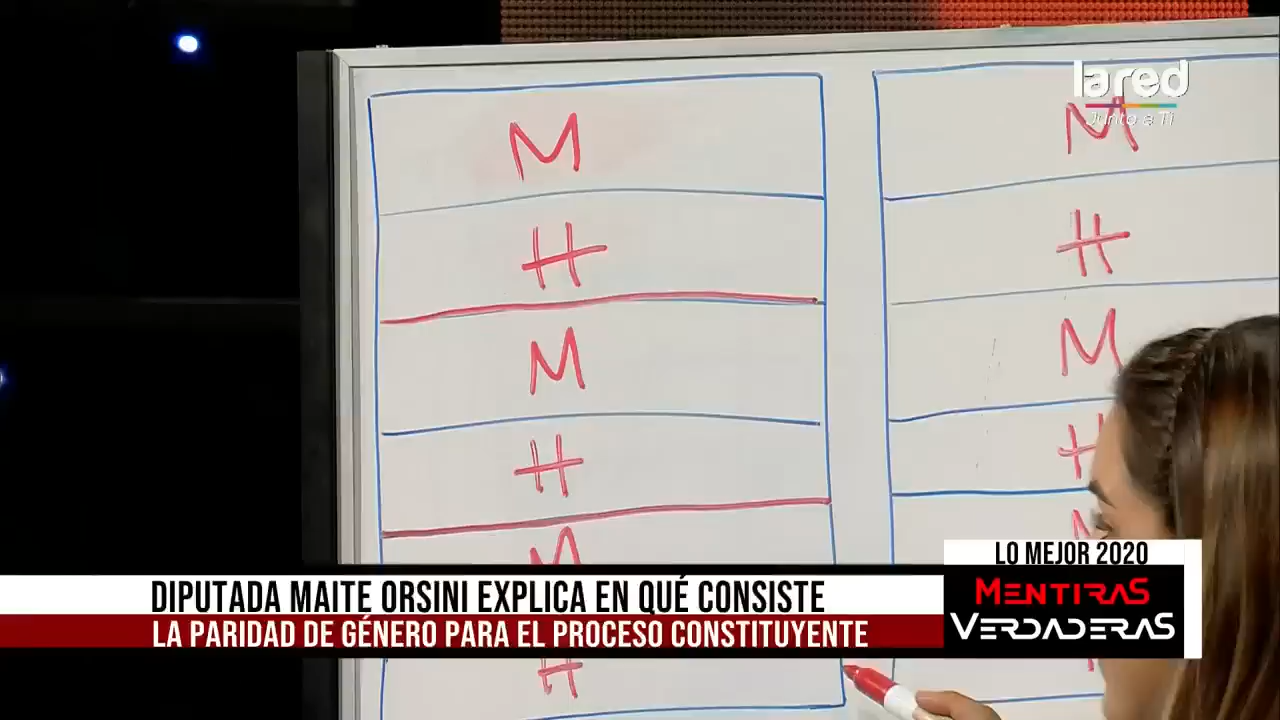 lared
Junto a Ti
M
H
M
H
M
H
M
H
M
H
LO MEJOR 2020
MENTIRAS
VERDADERAS
DIPUTADA MAITE ORSINI EXPLICA EN QUÉ CONSISTE
LA PARIDAD DE GÉNERO PARA EL PROCESO CONSTITUYENTE